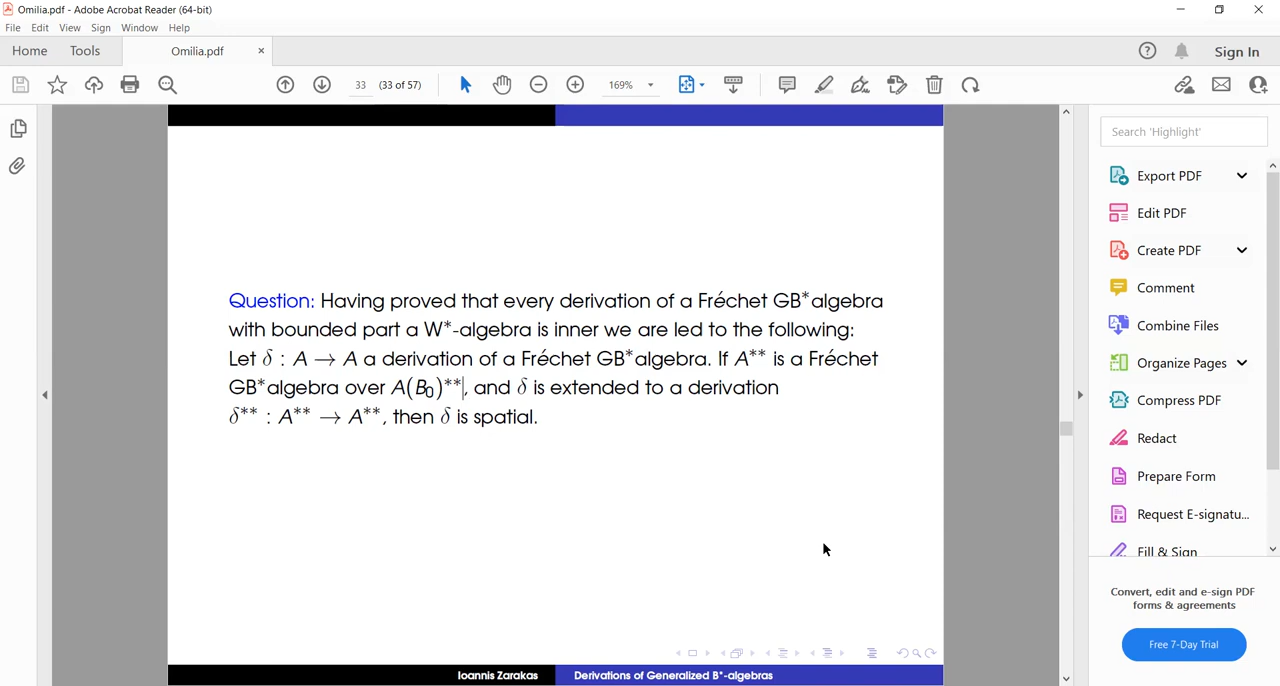 Omilia.pdf - Adobe Acrobat Reader (64-bit)
File Edit View Sign Window Help
Home Tools Omilia.pdf × Sign In
33 (33 of 57) 169%
Search 'Highlight'
Export PDF
Edit PDF
Create PDF
Comment
Combine Files
Organize Pages
Compress PDF
Redact
Prepare Form
Request E-signatu...
Fill & Sign
Question: Having proved that every derivation of a Fréchet GB*algebra
with bounded part a W*-algebra is inner we are led to the following:
Let δ : A → A a derivation of a Fréchet GB*algebra. If A** is a Fréchet
GB*algebra over A(B₀)**, and δ is extended to a derivation
δ** : A** → A**, then δ is spatial.
Convert, edit and e-sign PDF
forms & agreements
Free 7-Day Trial
Ioannis Zarakas Derivations of Generalized B*-algebras